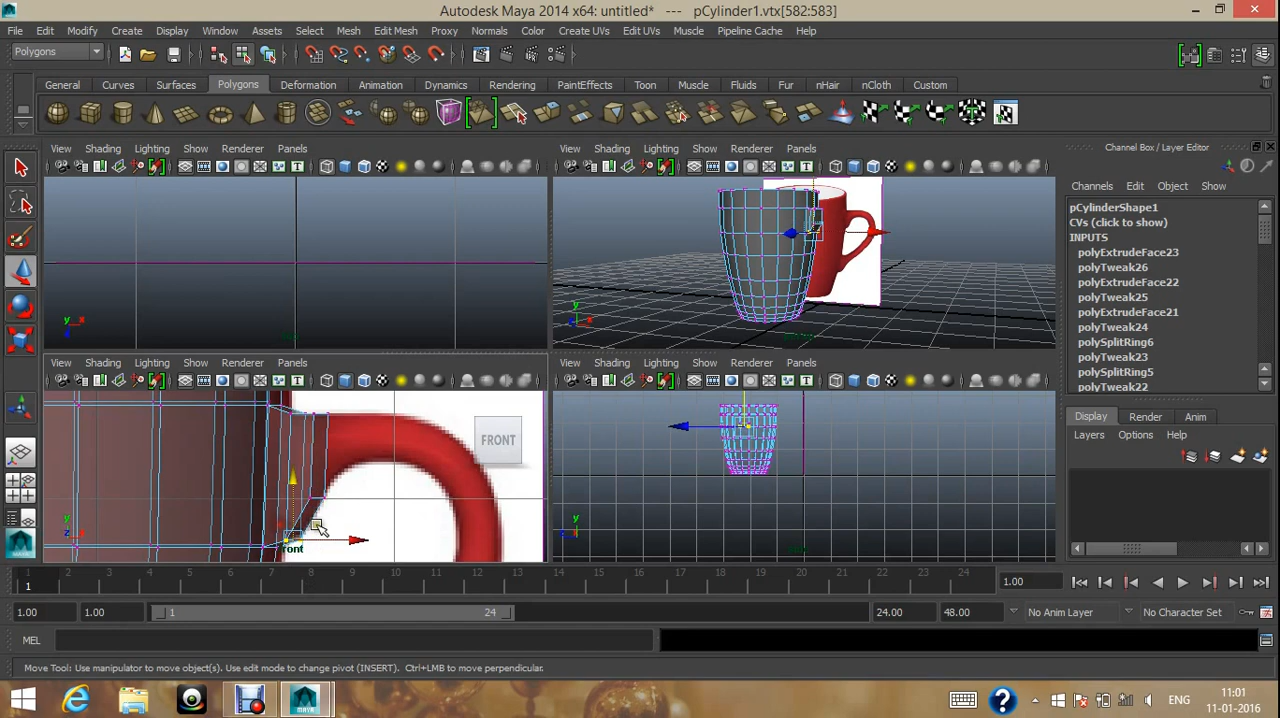 Autodesk Maya 2014 x64: untitled* --- pCylinder1.vtx[582:583]
File Edit Modify Create Display Window Assets Select Mesh Edit Mesh Proxy Normals Color Create UVs Edit UVs Muscle Pipeline Cache Help
Polygons
General Curves Surfaces Polygons Deformation Animation Dynamics Rendering PaintEffects Toon Muscle Fluids Fur nHair nCloth Custom
View Shading Lighting Show Renderer Panels
View Shading Lighting Show Renderer Panels
Channel Box / Layer Editor
Channels Edit Object Show
pCylinderShape1
CVs (click to show)
INPUTS
polyExtrudeFace23
polyTweak26
polyExtrudeFace22
polyTweak25
polyExtrudeFace21
polyTweak24
polySplitRing6
polyTweak23
polySplitRing5
polyTweak22
y
y
View Shading Lighting Show Renderer Panels
View Shading Lighting Show Renderer Panels
FRONT
front
y
z
y
Display Render Anim
Layers Options Help
1 2 3 4 5 6 7 8 9 10 11 12 13 14 15 16 17 18 19 20 21 22 23 24
1
1.00
1.00 1.00 1 24 24.00 48.00 No Anim Layer No Character Set
MEL
Move Tool: Use manipulator to move object(s). Use edit mode to change pivot (INSERT). Ctrl+LMB to move perpendicular.
ENG
11:01
11-01-2016